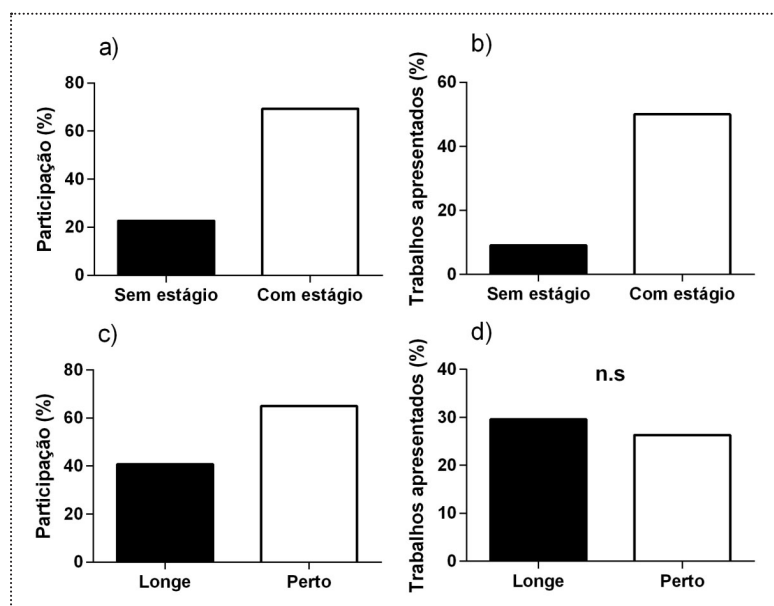 a)
Participação (%)
80
60
40
20
0
Sem estágio
Com estágio
b)
Trabalhos apresentados (%)
60
40
20
0
Sem estágio
Com estágio
c)
Participação (%)
80
60
40
20
0
Longe
Perto
d)
Trabalhos apresentados (%)
40
30
20
10
0
n.s
Longe
Perto